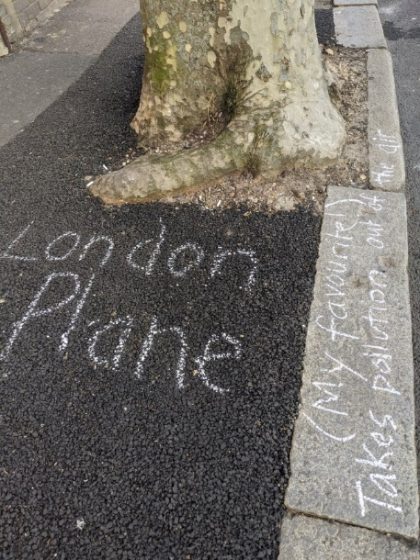 London
Plane
(My favourite!)
Takes pollution out of the air